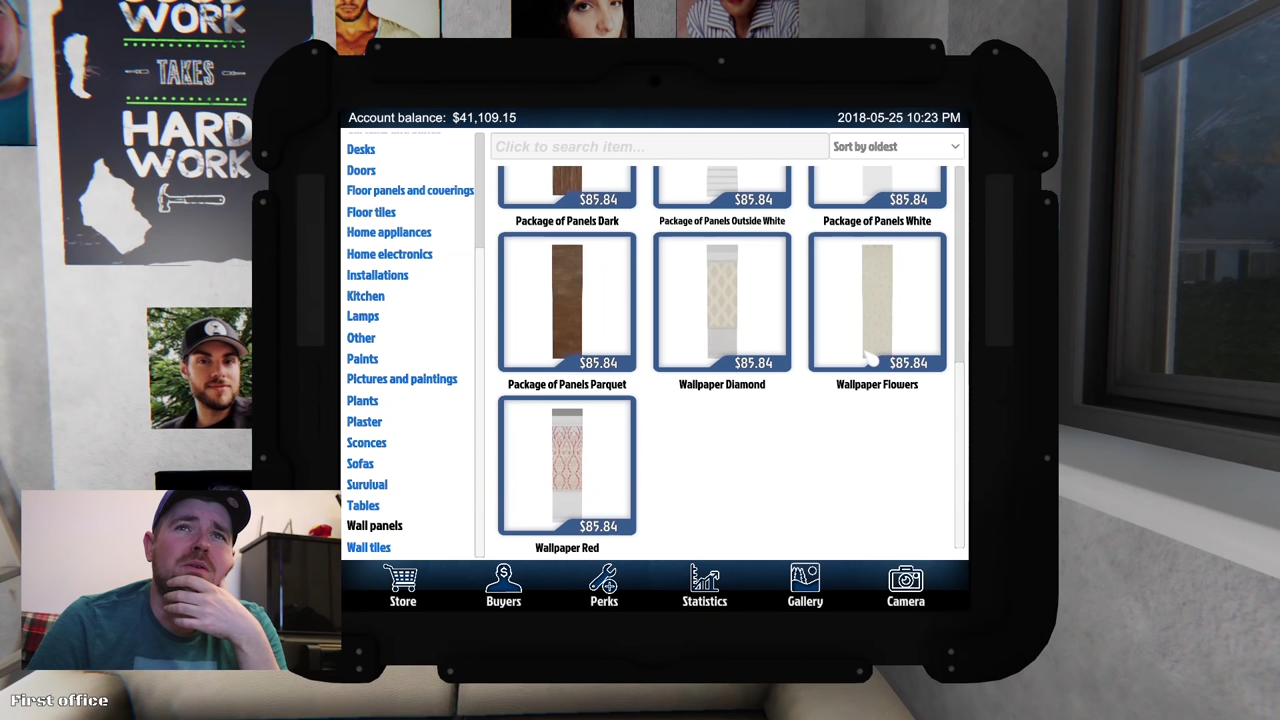 GOOD
WORK
TAKES
HARD
WORK
Account balance: $41,109.15
2018-05-25 10:23 PM
Click to search item...
Sort by oldest
Desks
Doors
Floor panels and coverings
Floor tiles
Home appliances
Home electronics
Installations
Kitchen
Lamps
Other
Paints
Pictures and paintings
Plants
Plaster
Sconces
Sofas
Survival
Tables
Wall panels
Wall tiles
$85.84
$85.84
$85.84
Package of Panels Dark
Package of Panels Outside White
Package of Panels White
$85.84
$85.84
$85.84
Package of Panels Parquet
Wallpaper Diamond
Wallpaper Flowers
$85.84
Wallpaper Red
Store
Buyers
Perks
Statistics
Gallery
Camera
First office